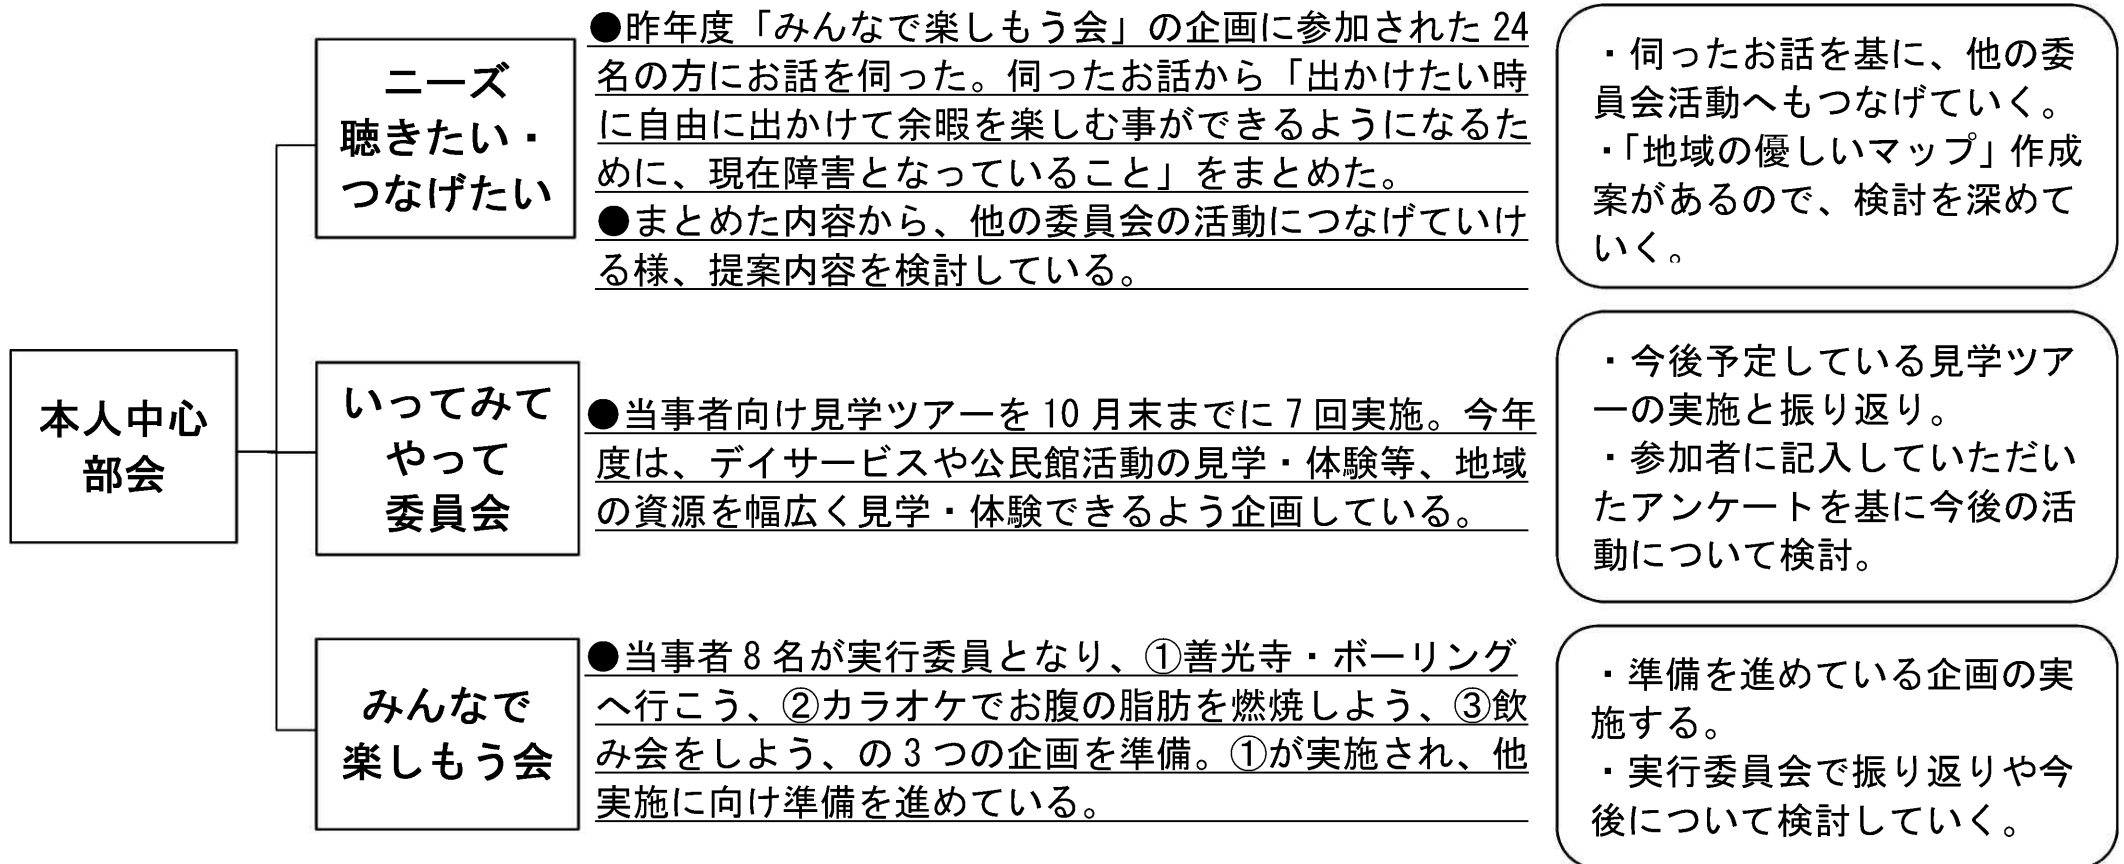 本人中心
部会
ニーズ
聴きたい・
つなげたい
●昨年度「みんなで楽しもう会」の企画に参加された 24
名の方にお話を伺った。伺ったお話から「出かけたい時
に自由に出かけて余暇を楽しむ事ができるようになるた
めに、現在障害となっていること」をまとめた。
●まとめた内容から、他の委員会の活動につなげていけ
る様、提案内容を検討している。
・伺ったお話を基に、他の委
員会活動へもつなげていく。
・「地域の優しいマップ」作成
案があるので、検討を深めて
いく。
いってみて
やって
委員会
●当事者向け見学ツアーを 10 月末までに 7 回実施。今年
度は、デイサービスや公民館活動の見学・体験等、地域
の資源を幅広く見学・体験できるよう企画している。
・今後予定している見学ツア
ーの実施と振り返り。
・参加者に記入していただい
たアンケートを基に今後の活
動について検討。
みんなで
楽しもう会
●当事者 8 名が実行委員となり、①善光寺・ボーリング
へ行こう、②カラオケでお腹の脂肪を燃焼しよう、③飲
み会をしよう、の 3 つの企画を準備。①が実施され、他
実施に向け準備を進めている。
・準備を進めている企画の実
施する。
・実行委員会で振り返りや今
後について検討していく。